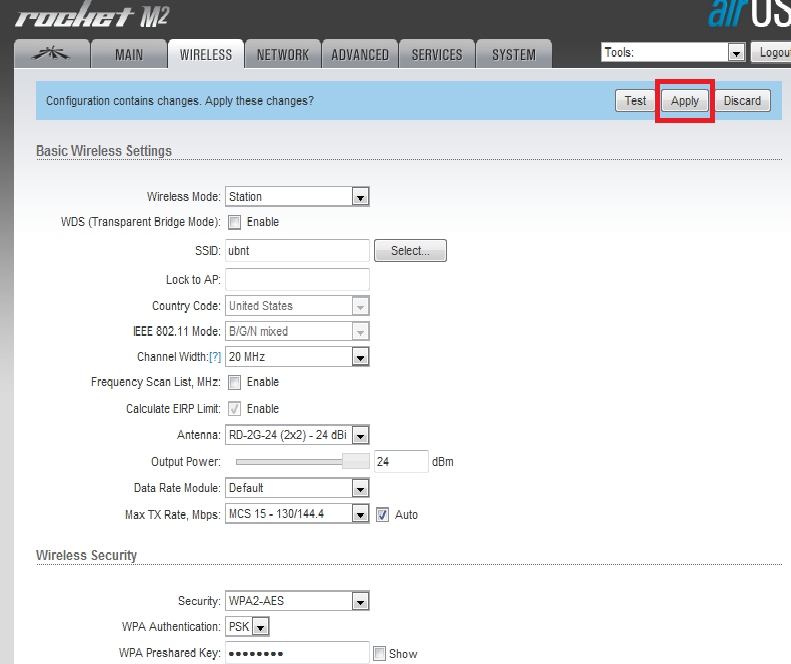 rocket M2
air US
MAIN WIRELESS NETWORK ADVANCED SERVICES SYSTEM Tools: Logout
Configuration contains changes. Apply these changes? Test Apply Discard
Basic Wireless Settings
Wireless Mode: Station
WDS (Transparent Bridge Mode): Enable
SSID: ubnt Select...
Lock to AP:
Country Code: United States
IEEE 802.11 Mode: B/G/N mixed
Channel Width:[?] 20 MHz
Frequency Scan List, MHz: Enable
Calculate EIRP Limit: Enable
Antenna: RD-2G-24 (2x2) - 24 dBi
Output Power: 24 dBm
Data Rate Module: Default
Max TX Rate, Mbps: MCS 15 - 130/144.4 Auto
Wireless Security
Security: WPA2-AES
WPA Authentication: PSK
WPA Preshared Key: •••••••• Show